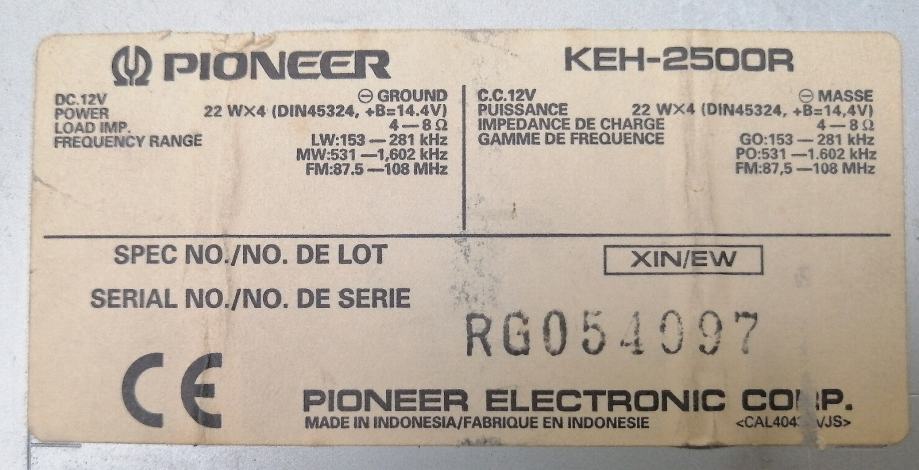 PIONEER
KEH-2500R
DC.12V ⊖ GROUND
POWER 22 W×4 (DIN45324, +B=14.4V)
LOAD IMP. 4—8 Ω
FREQUENCY RANGE
LW:153 — 281 kHz
MW:531 —1,602 kHz
FM:87.5 —108 MHz
C.C.12V ⊖ MASSE
PUISSANCE 22 W×4 (DIN45324, +B=14,4V)
IMPEDANCE DE CHARGE 4—8 Ω
GAMME DE FREQUENCE
GO:153 — 281 kHz
PO:531 —1.602 kHz
FM:87,5 —108 MHz
SPEC NO./NO. DE LOT XIN/EW
SERIAL NO./NO. DE SERIE
RG054097
CE
PIONEER ELECTRONIC CORP.
MADE IN INDONESIA/FABRIQUE EN INDONESIE